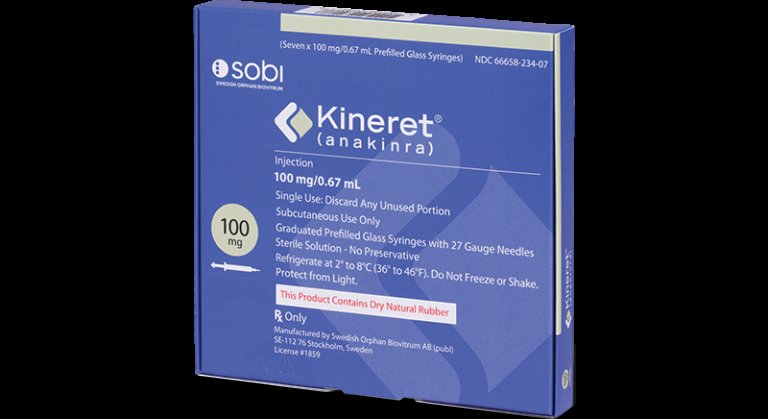 (Seven x 100 mg/0.67 mL Prefilled Glass Syringes) NDC 66658-234-07
sobi
SWEDISH ORPHAN BIOVITRUM
Kineret®
(anakinra)
Injection
100 mg/0.67 mL
Single Use: Discard Any Unused Portion
Subcutaneous Use Only
Graduated Prefilled Glass Syringes with 27 Gauge Needles
Sterile Solution - No Preservative
Refrigerate at 2° to 8°C (36° to 46°F). Do Not Freeze or Shake.
Protect from Light.
100
mg
This Product Contains Dry Natural Rubber
℞ Only
Manufactured by Swedish Orphan Biovitrum AB (publ)
SE-112 76 Stockholm, Sweden
License #1859
Kineret®
(anakinra)